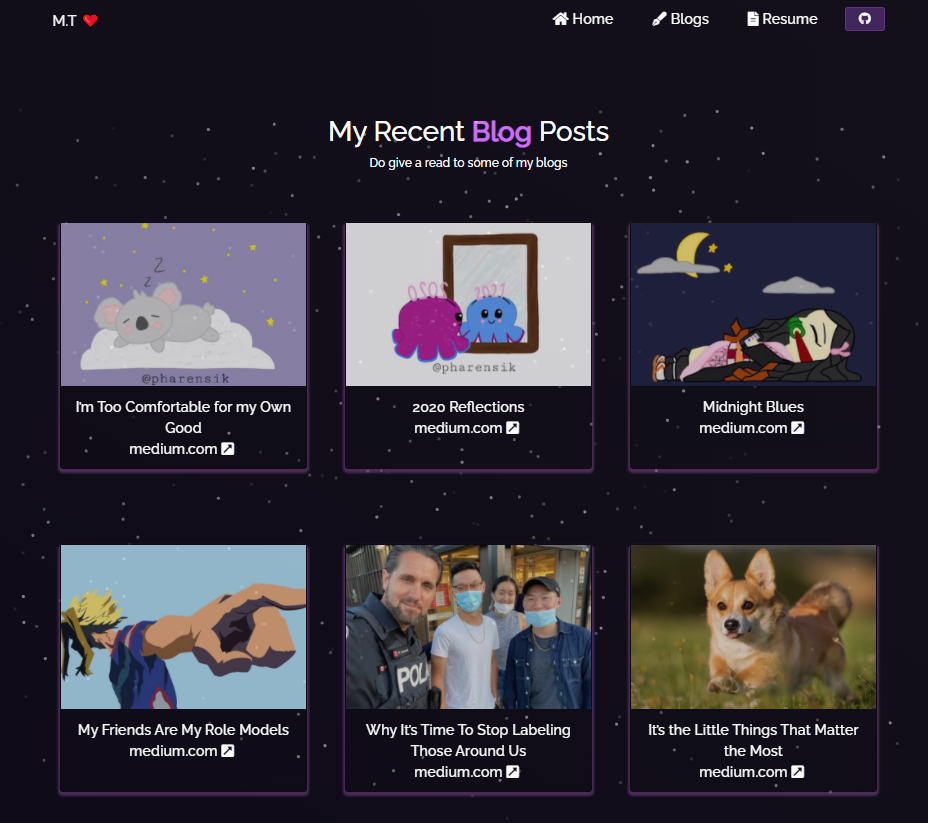 M.T ❤️
Home
Blogs
Resume
My Recent Blog Posts
Do give a read to some of my blogs
Z
Z
@pharensik
2020
2021
@pharensik
I'm Too Comfortable for my Own
Good
medium.com
2020 Reflections
medium.com
Midnight Blues
medium.com
POL
My Friends Are My Role Models
medium.com
Why It's Time To Stop Labeling
Those Around Us
medium.com
It's the Little Things That Matter
the Most
medium.com